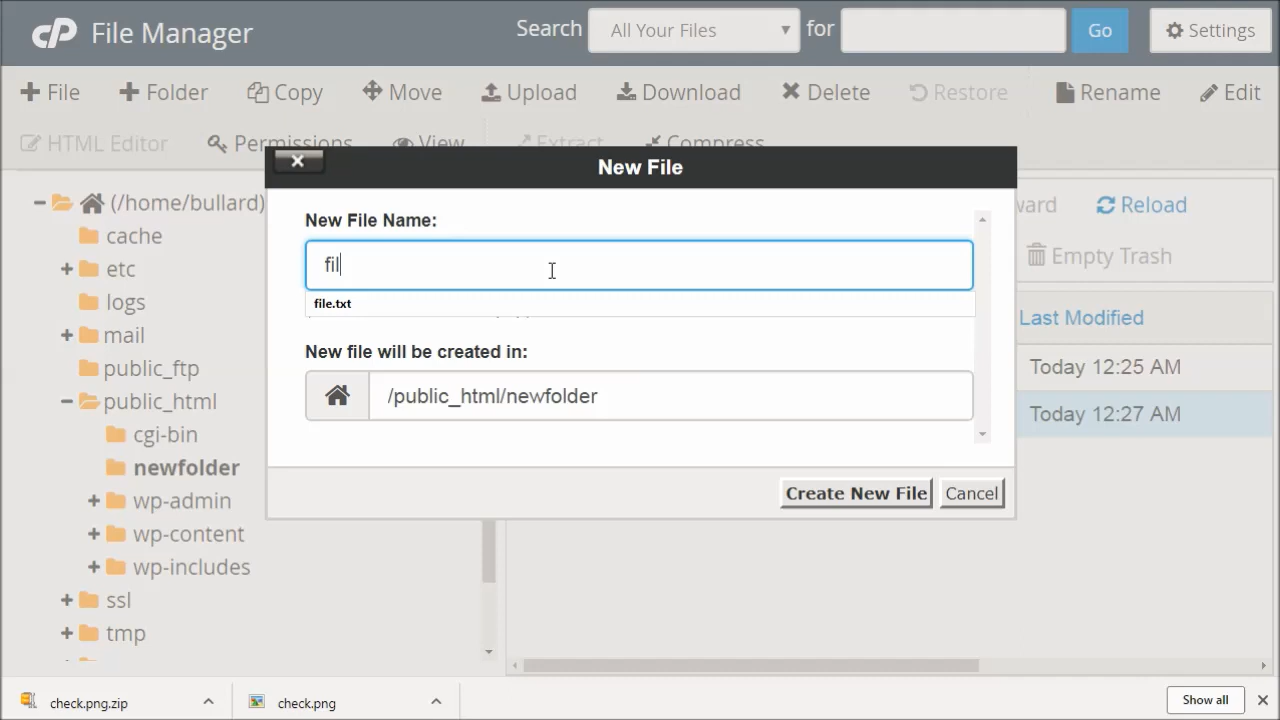 cP File Manager Search All Your Files for Go Settings
File Folder Copy Move Upload Download Delete Restore Rename Edit
HTML Editor Permissions View Extract Compress
New File
(/home/bullard)
cache
etc
logs
mail
public_ftp
public_html
cgi-bin
newfolder
wp-admin
wp-content
wp-includes
ssl
tmp
New File Name:
fil
file.txt
New file will be created in:
/public_html/newfolder
Create New File Cancel
Reload
Empty Trash
Last Modified
Today 12:25 AM
Today 12:27 AM
check.png.zip
check.png
Show all